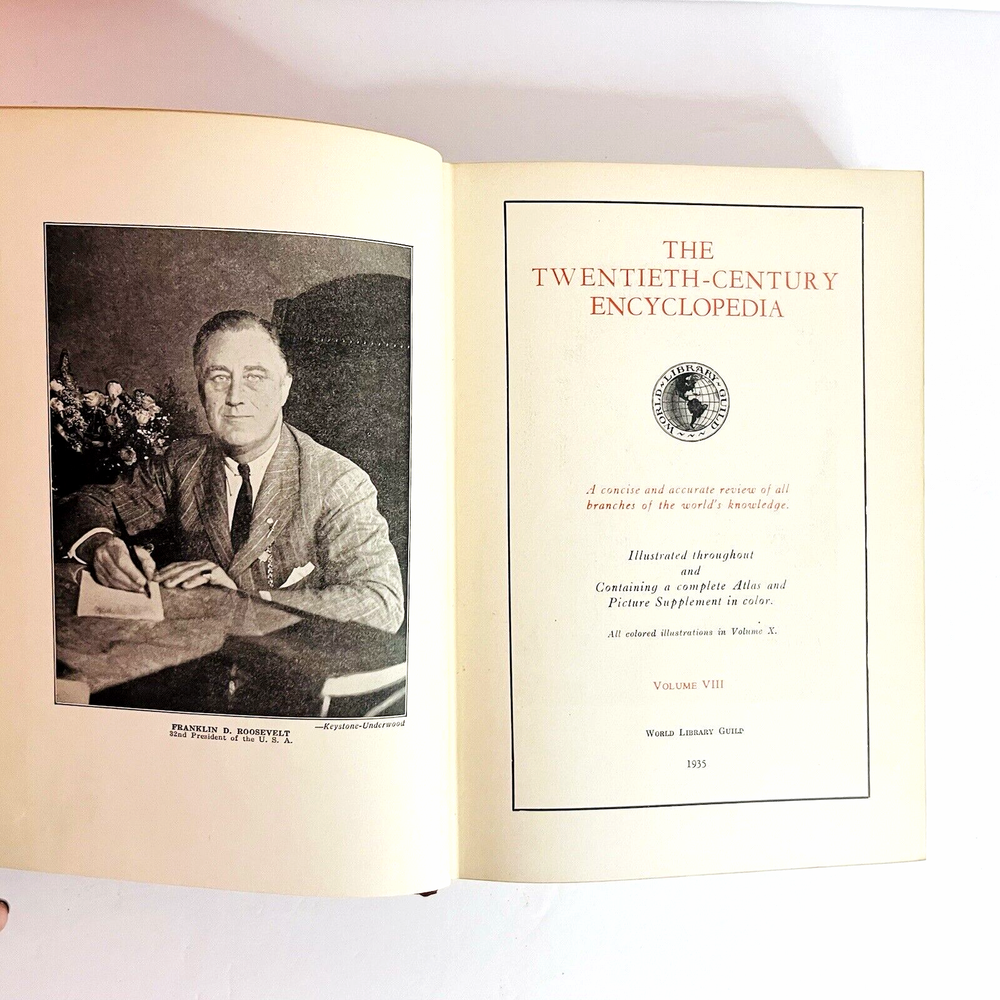 —Keystone-Underwood
FRANKLIN D. ROOSEVELT
32nd President of the U. S. A.
THE
TWENTIETH-CENTURY
ENCYCLOPEDIA
WORLD LIBRARY GUILD
A concise and accurate review of all
branches of the world's knowledge.
Illustrated throughout
and
Containing a complete Atlas and
Picture Supplement in color.
All colored illustrations in Volume X.
VOLUME VIII
WORLD LIBRARY GUILD
1935